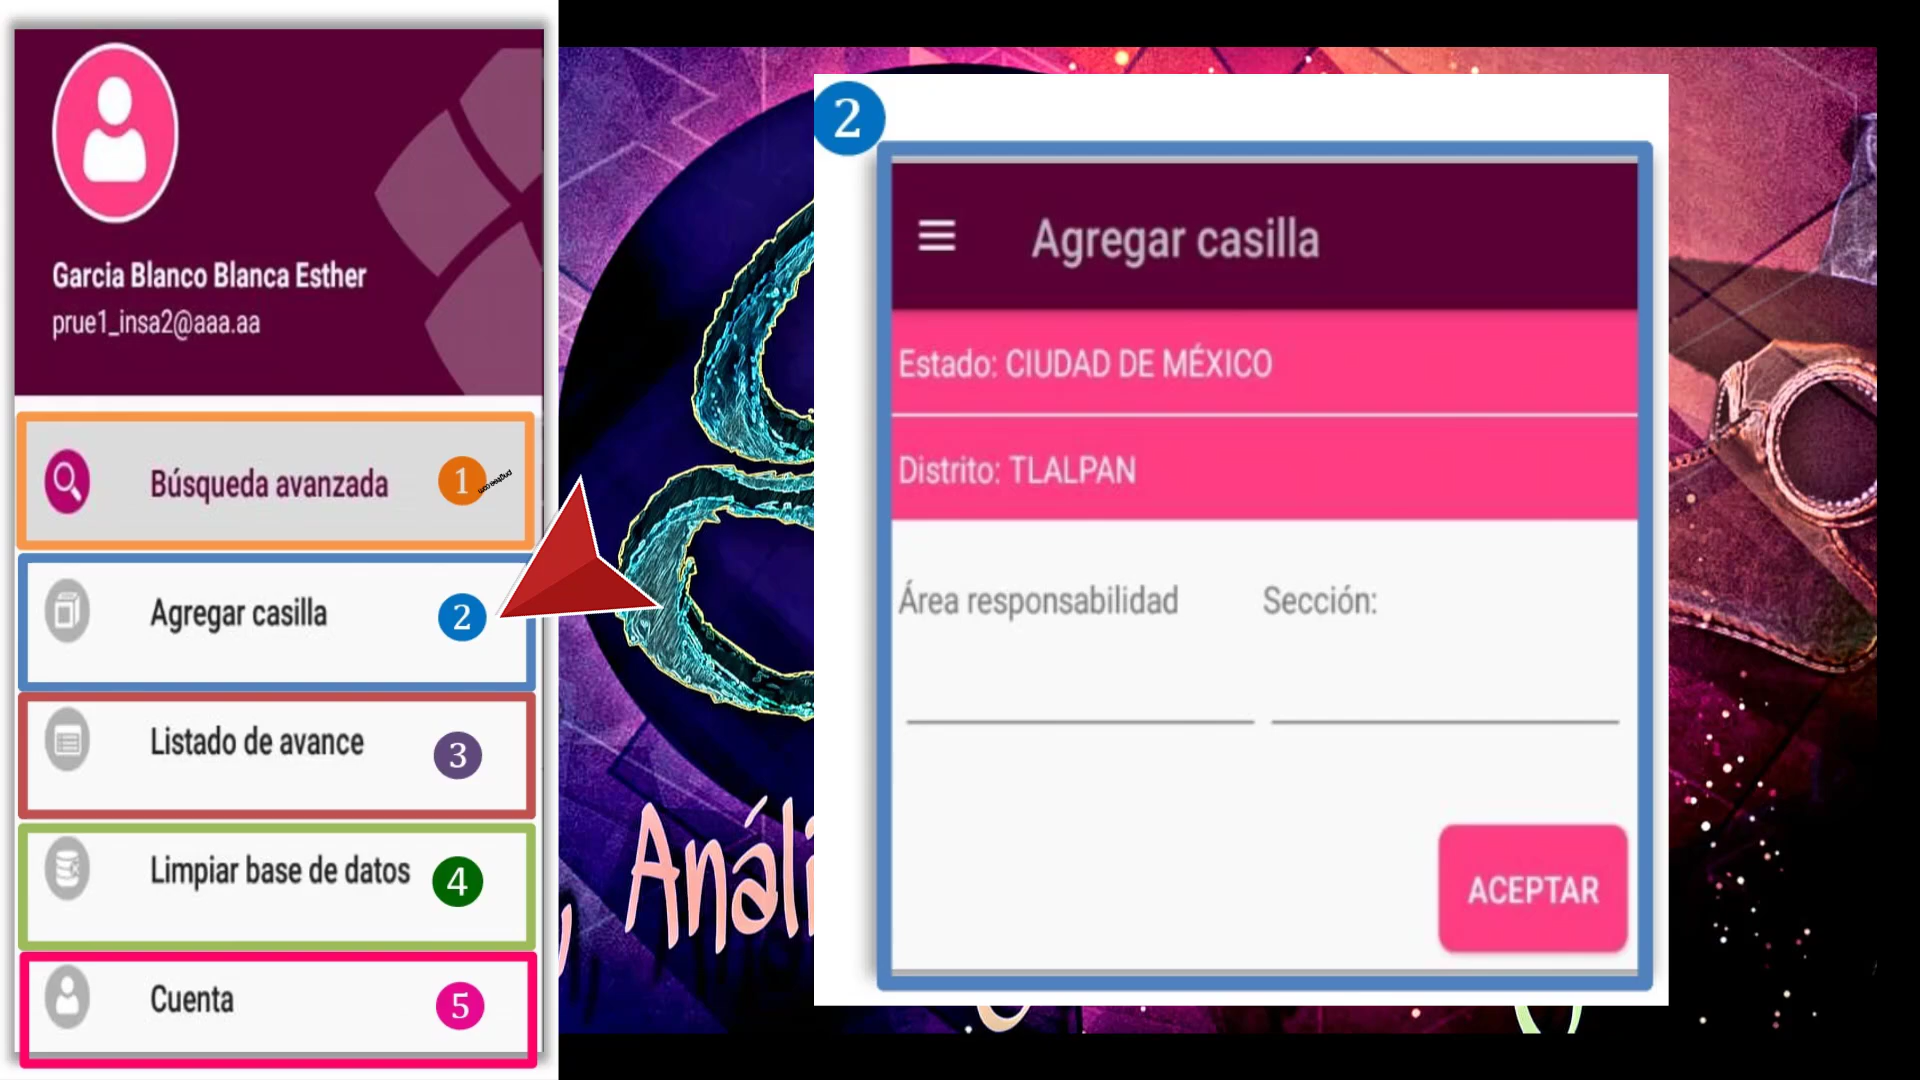 Garcia Blanco Blanca Esther
prue1_insa2@aaa.aa
Búsqueda avanzada
1
pngtree.com
Agregar casilla
2
Listado de avance
3
Limpiar base de datos
4
Cuenta
5
2
Agregar casilla
Estado: CIUDAD DE MÉXICO
Distrito: TLALPAN
Área responsabilidad
Sección:
ACEPTAR
Análi